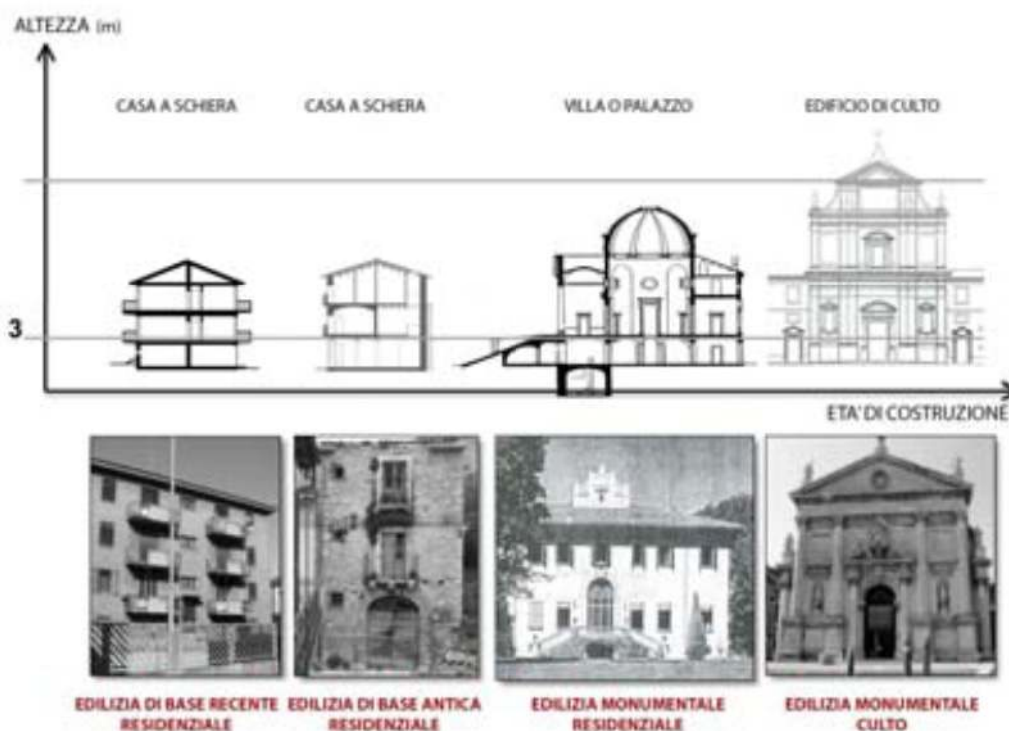 ALTEZZA (m)
CASA A SCHIERA
CASA A SCHIERA
VILLA O PALAZZO
EDIFICIO DI CULTO
3
ETA' DI COSTRUZIONE
EDILIZIA DI BASE RECENTE
RESIDENZIALE
EDILIZIA DI BASE ANTICA
RESIDENZIALE
EDILIZIA MONUMENTALE
RESIDENZIALE
EDILIZIA MONUMENTALE
CULTO